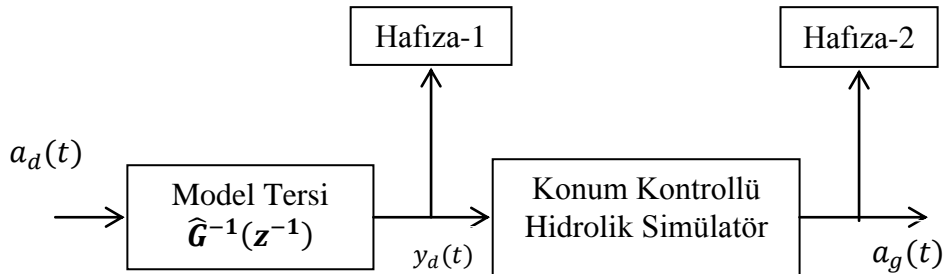 Hafıza-1
Hafıza-2
a_d(t)
Model Tersi
Ĝ⁻¹(z⁻¹)
Konum Kontrollü
Hidrolik Simülatör
y_d(t)
a_g(t)